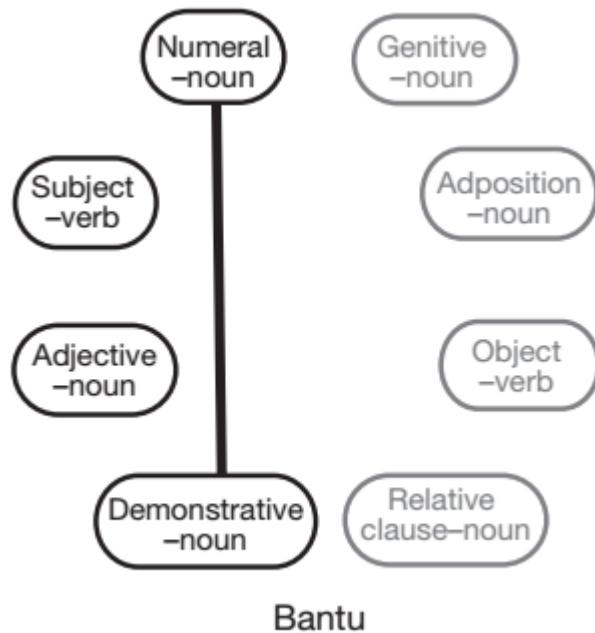 Numeral
–noun
Genitive
–noun
Subject
–verb
Adposition
–noun
Adjective
–noun
Object
–verb
Demonstrative
–noun
Relative
clause–noun
Bantu